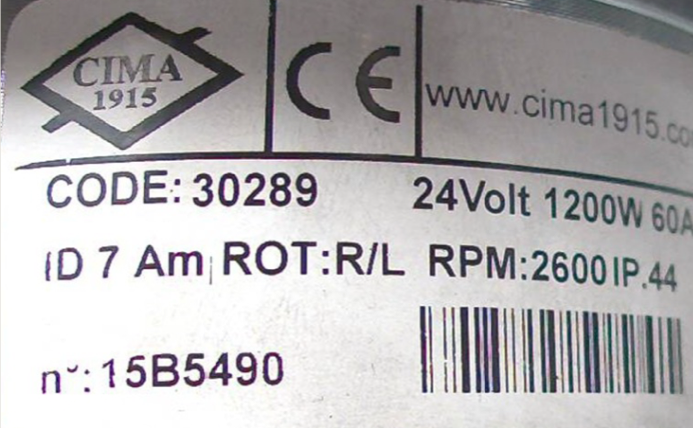 CIMA
1915
CE
www.cima1915.co
CODE: 30289 24Volt 1200W 60A
ID 7 Am ROT:R/L RPM:2600 IP.44
n°: 15B5490